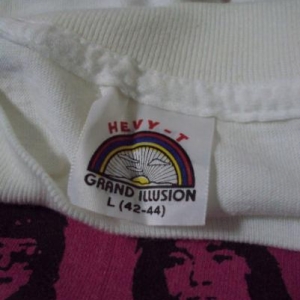 HEVY-T
GRAND ILLUSION
L (42-44)